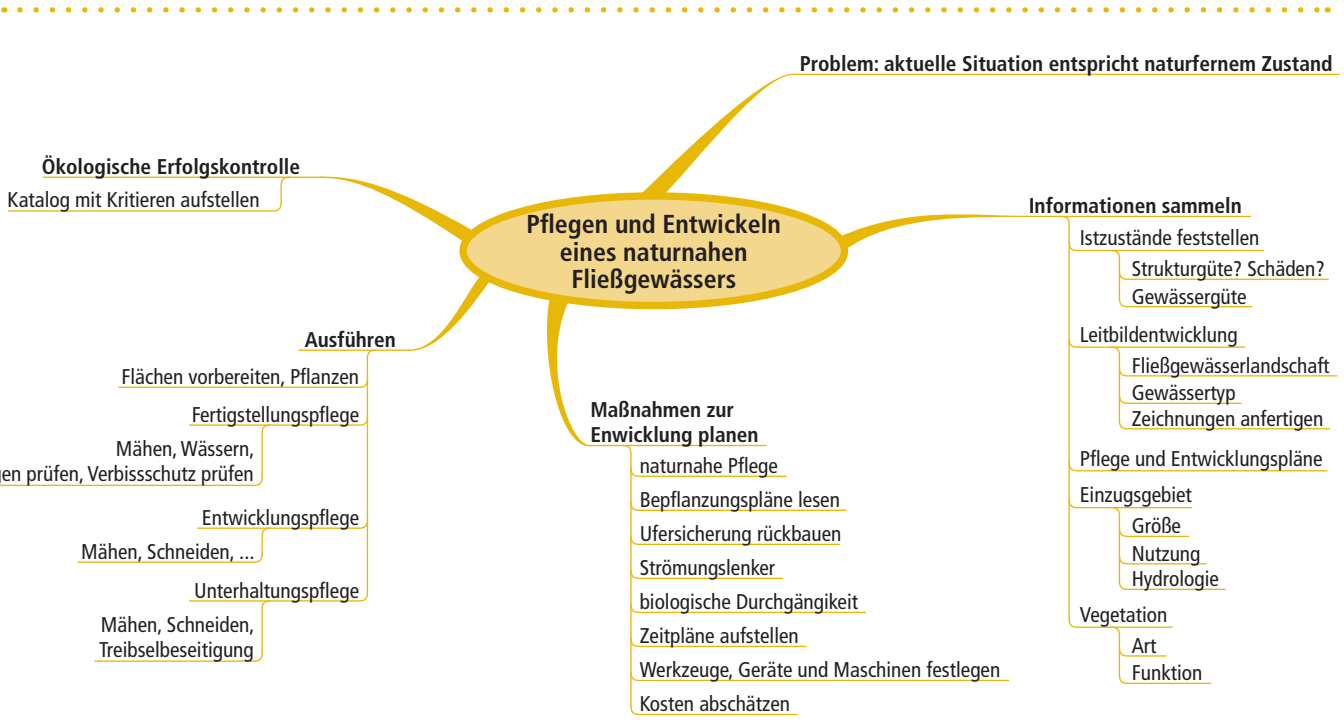 Problem: aktuelle Situation entspricht naturfernem Zustand
Ökologische Erfolgskontrolle
Katalog mit Kritieren aufstellen
Pflegen und Entwickeln
eines naturnahen
Fließgewässers
Informationen sammeln
Istzustände feststellen
Strukturgüte? Schäden?
Gewässergüte
Leitbildentwicklung
Fließgewässerlandschaft
Gewässertyp
Zeichnungen anfertigen
Pflege und Entwicklungspläne
Einzugsgebiet
Größe
Nutzung
Hydrologie
Vegetation
Art
Funktion
Maßnahmen zur
Enwicklung planen
naturnahe Pflege
Bepflanzungspläne lesen
Ufersicherung rückbauen
Strömungslenker
biologische Durchgängikeit
Zeitpläne aufstellen
Werkzeuge, Geräte und Maschinen festlegen
Kosten abschätzen
Ausführen
Flächen vorbereiten, Pflanzen
Fertigstellungspflege
Mähen, Wässern,
prüfen, Verbissschutz prüfen
Entwicklungspflege
Mähen, Schneiden, ...
Unterhaltungspflege
Mähen, Schneiden,
Treibselbeseitigung